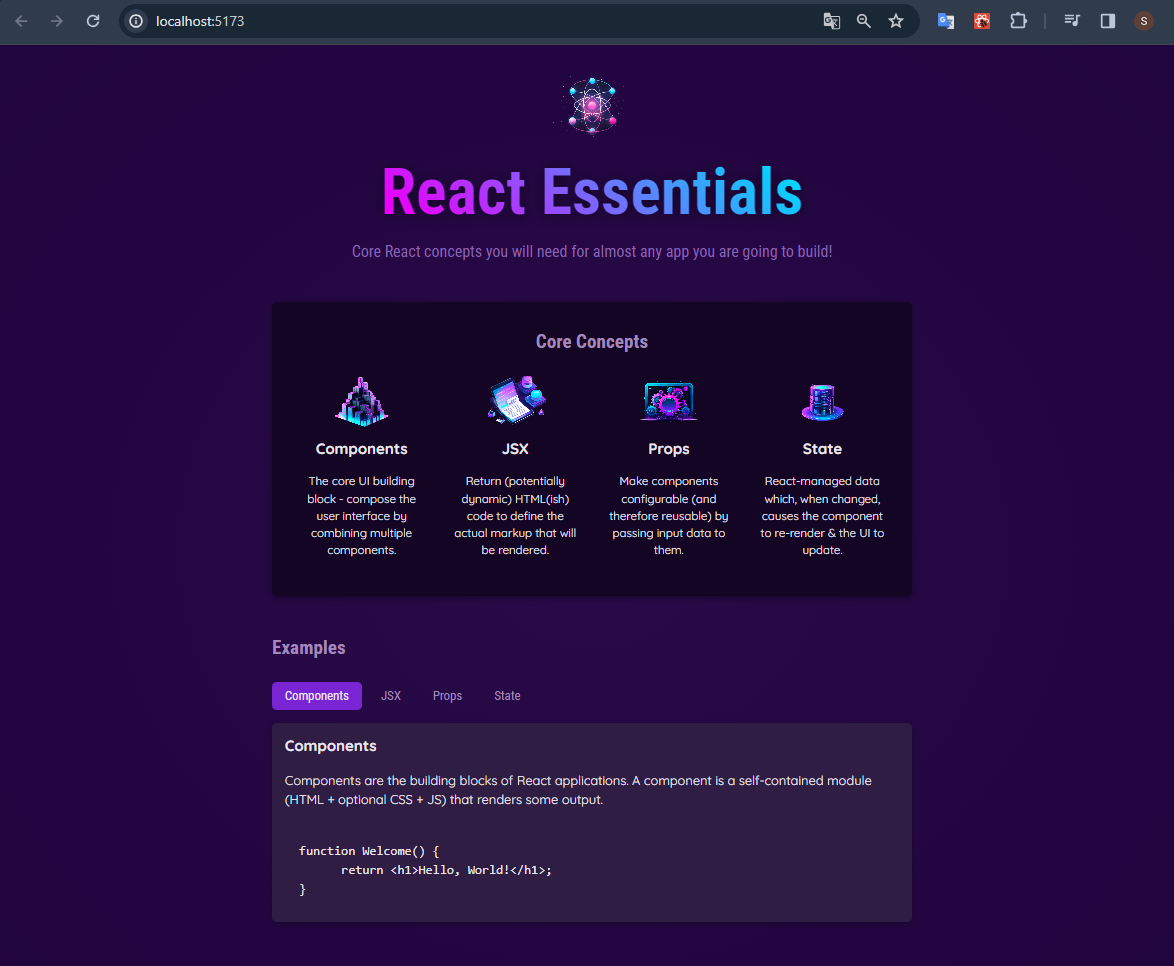 localhost:5173
S
React Essentials
Core React concepts you will need for almost any app you are going to build!
Core Concepts
Components
The core UI building
block - compose the
user interface by
combining multiple
components.
JSX
Return (potentially
dynamic) HTML(ish)
code to define the
actual markup that will
be rendered.
Props
Make components
configurable (and
therefore reusable) by
passing input data to
them.
State
React-managed data
which, when changed,
causes the component
to re-render & the UI to
update.
Examples
Components JSX Props State
Components
Components are the building blocks of React applications. A component is a self-contained module
(HTML + optional CSS + JS) that renders some output.
function Welcome() {
return <h1>Hello, World!</h1>;
}